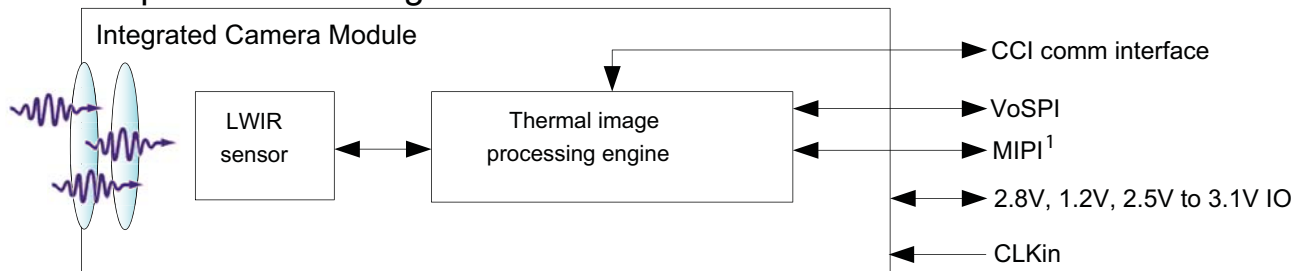 Integrated Camera Module
CCI comm interface
LWIR
sensor
Thermal image
processing engine
VoSPI
MIPI1
2.8V, 1.2V, 2.5V to 3.1V IO
CLKin